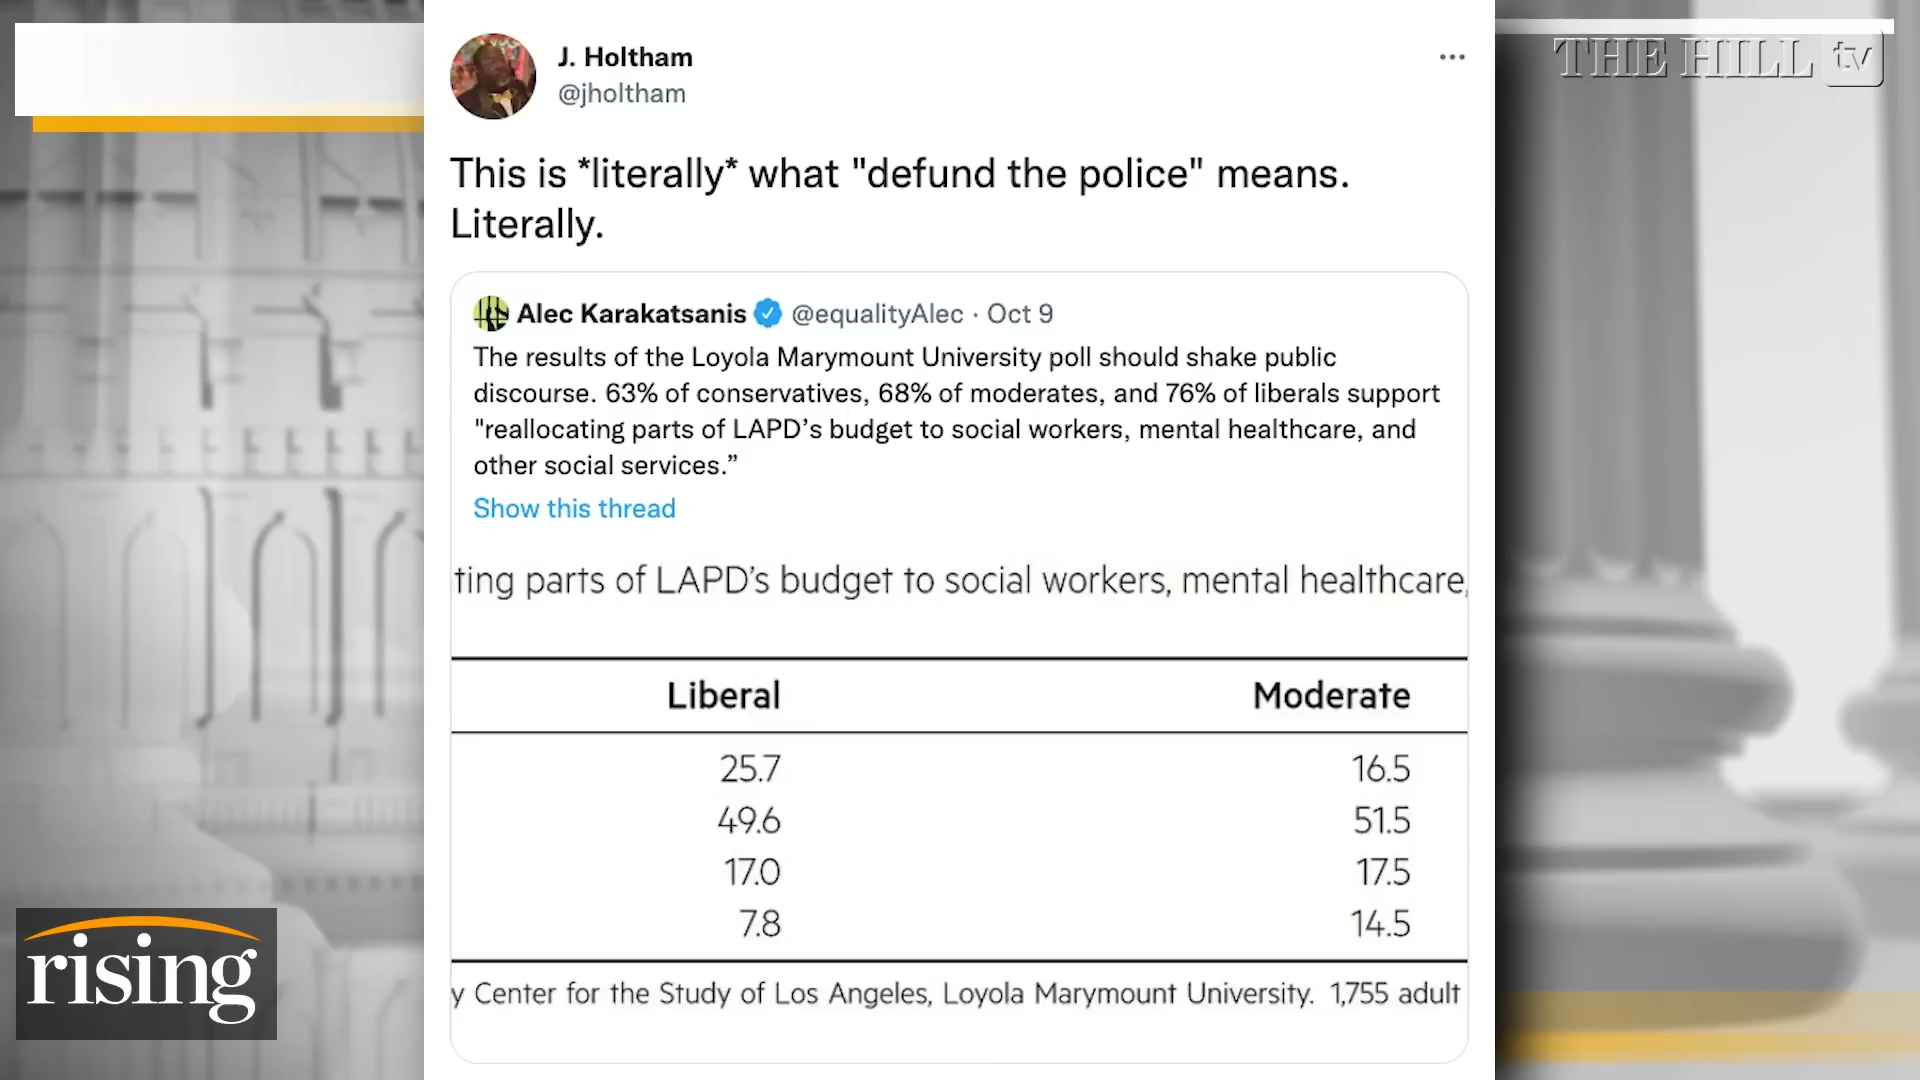 THE HILL tv
J. Holtham
@jholtham
This is *literally* what "defund the police" means.
Literally.
Alec Karakatsanis @equalityAlec · Oct 9
The results of the Loyola Marymount University poll should shake public
discourse. 63% of conservatives, 68% of moderates, and 76% of liberals support
"reallocating parts of LAPD’s budget to social workers, mental healthcare, and
other social services.”
Show this thread
ting parts of LAPD’s budget to social workers, mental healthcare,
Liberal Moderate
25.7 16.5
49.6 51.5
17.0 17.5
7.8 14.5
y Center for the Study of Los Angeles, Loyola Marymount University. 1,755 adult
rising